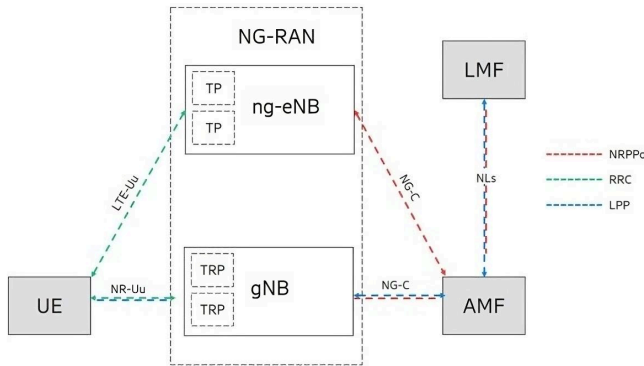 NG-RAN
LMF
TP
TP
ng-eNB
NRPPa
RRC
LPP
LTE-Uu
NG-C
NLs
TRP
TRP
gNB
NR-Uu
NG-C
UE
AMF